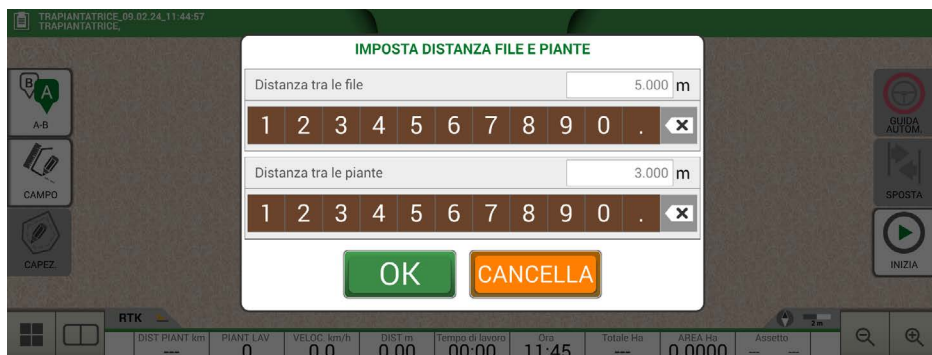 TRAPIANTATRICE_09.02.24_11:44:57
TRAPIANTATRICE,
IMPOSTA DISTANZA FILE E PIANTE
Distanza tra le file 5.000 m
1 2 3 4 5 6 7 8 9 0 .
Distanza tra le piante 3.000 m
1 2 3 4 5 6 7 8 9 0 .
OK CANCELLA
B A
A-B
CAMPO
CAPEZ.
GUIDA
AUTOM.
SPOSTA
INIZIA
RTK
2 m
DIST PIANT km PIANT LAV VELOC. km/h DIST m Tempo di lavoro Ora Totale Ha AREA Ha Assetto
--- 0 0.0 0.00 00:00 11:45 --- 0.0000 --- ---